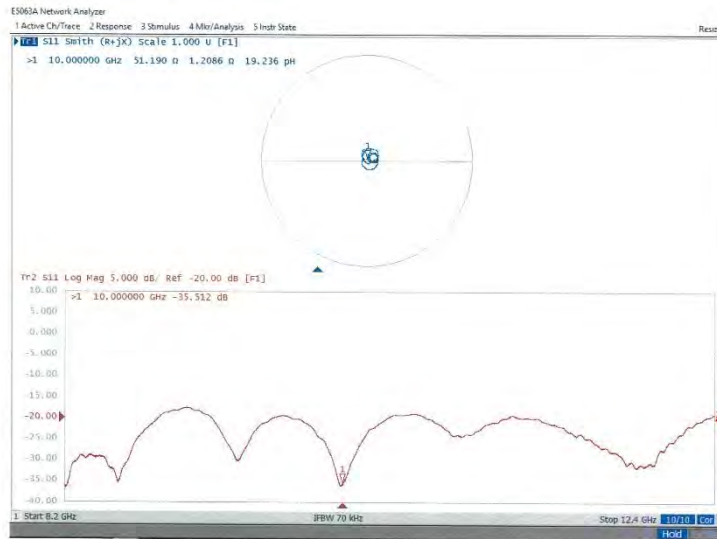 E5063A Network Analyzer
1 Active Ch/Trace 2 Response 3 Stimulus 4 Mkr/Analysis 5 Instr State
Tr1 S11 Smith (R+jX) Scale 1.000 U [F1]
>1 10.000000 GHz 51.190 Ω 1.2086 Ω 19.236 pH
1
Tr2 S11 Log Mag 5.000 dB/ Ref -20.00 dB [F1]
10.00
>1 10.000000 GHz -35.512 dB
5.000
0.000
-5.000
-10.00
-15.00
-20.00
-25.00
-30.00
-35.00
1
-40.00
1 Start 8.2 GHz IFBW 70 kHz Stop 12.4 GHz 10/10 Cor
Hold